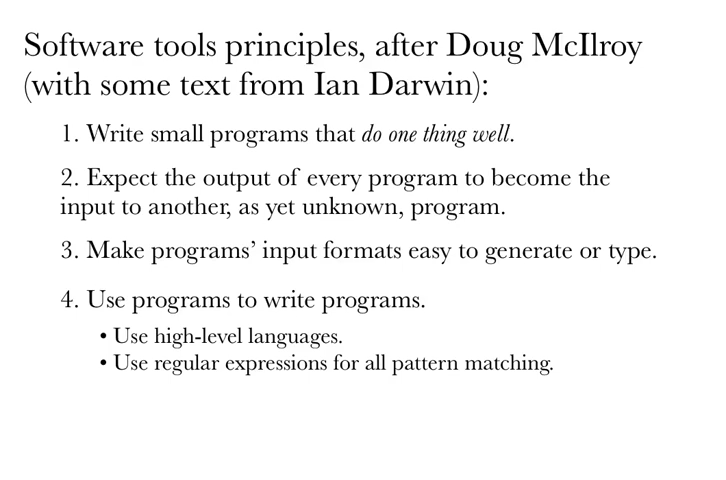 Software tools principles, after Doug McIlroy
(with some text from Ian Darwin):
1. Write small programs that do one thing well.
2. Expect the output of every program to become the
input to another, as yet unknown, program.
3. Make programs’ input formats easy to generate or type.
4. Use programs to write programs.
• Use high-level languages.
• Use regular expressions for all pattern matching.